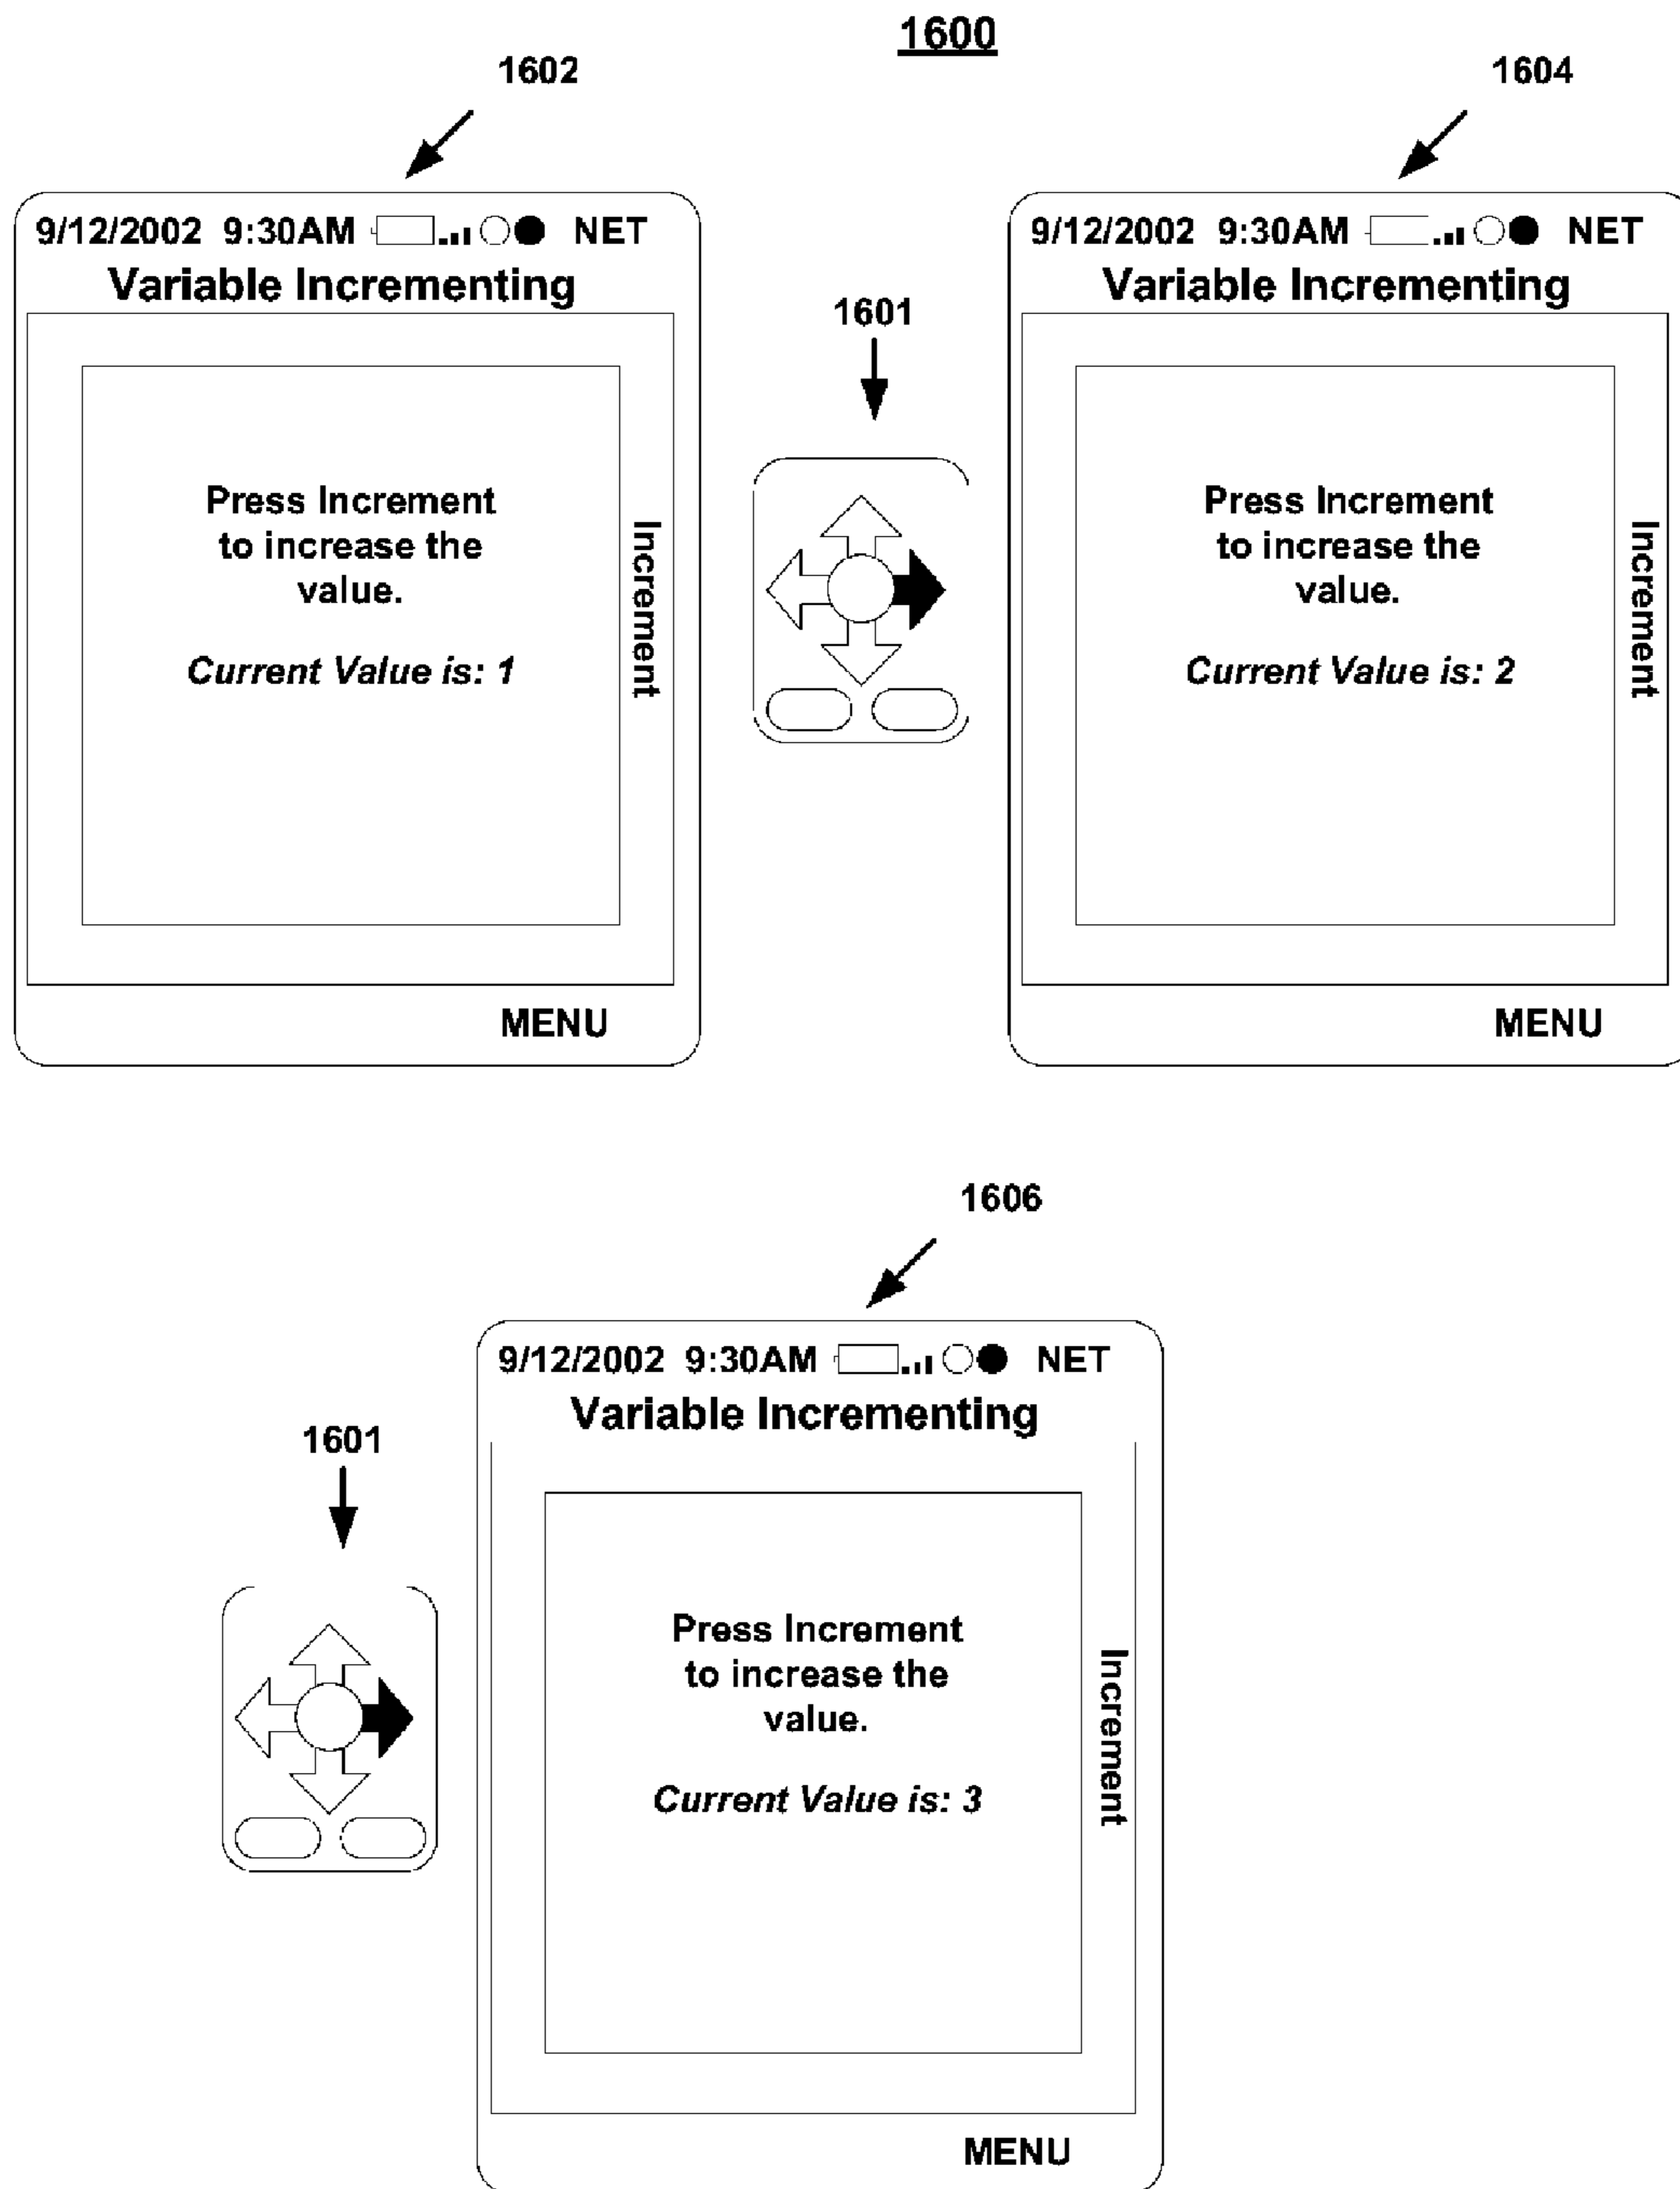 1600
1602
9/12/2002 9:30AM NET
Variable Incrementing
Press Increment
to increase the
value.
Current Value is: 1
Increment
MENU
1601
1604
9/12/2002 9:30AM NET
Variable Incrementing
Press Increment
to increase the
value.
Current Value is: 2
Increment
MENU
1601
1606
9/12/2002 9:30AM NET
Variable Incrementing
Press Increment
to increase the
value.
Current Value is: 3
Increment
MENU